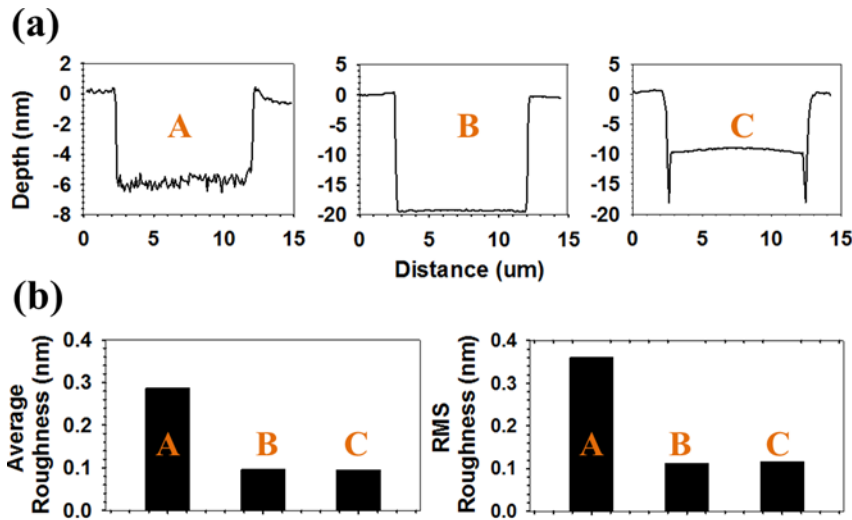 (a)
Depth (nm)
2
0
-2
-4
-6
-8
A
0 5 10 15
5
0
-5
-10
-15
-20
B
0 5 10 15
5
0
-5
-10
-15
-20
C
0 5 10 15
Distance (um)
(b)
Average
Roughness (nm)
0.4
0.3
0.2
0.1
0.0
A B C
RMS
Roughness (nm)
0.4
0.3
0.2
0.1
0.0
A B C